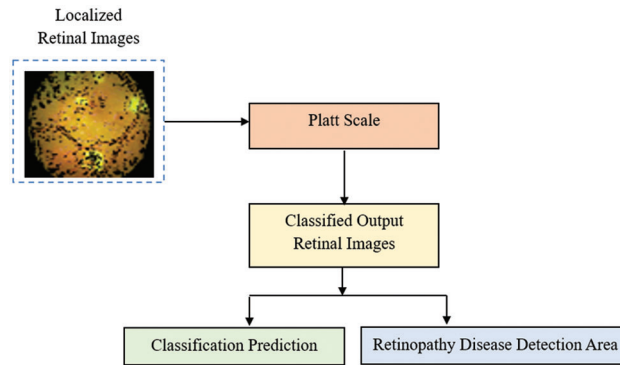 Localized
Retinal Images
Platt Scale
Classified Output
Retinal Images
Classification Prediction
Retinopathy Disease Detection Area